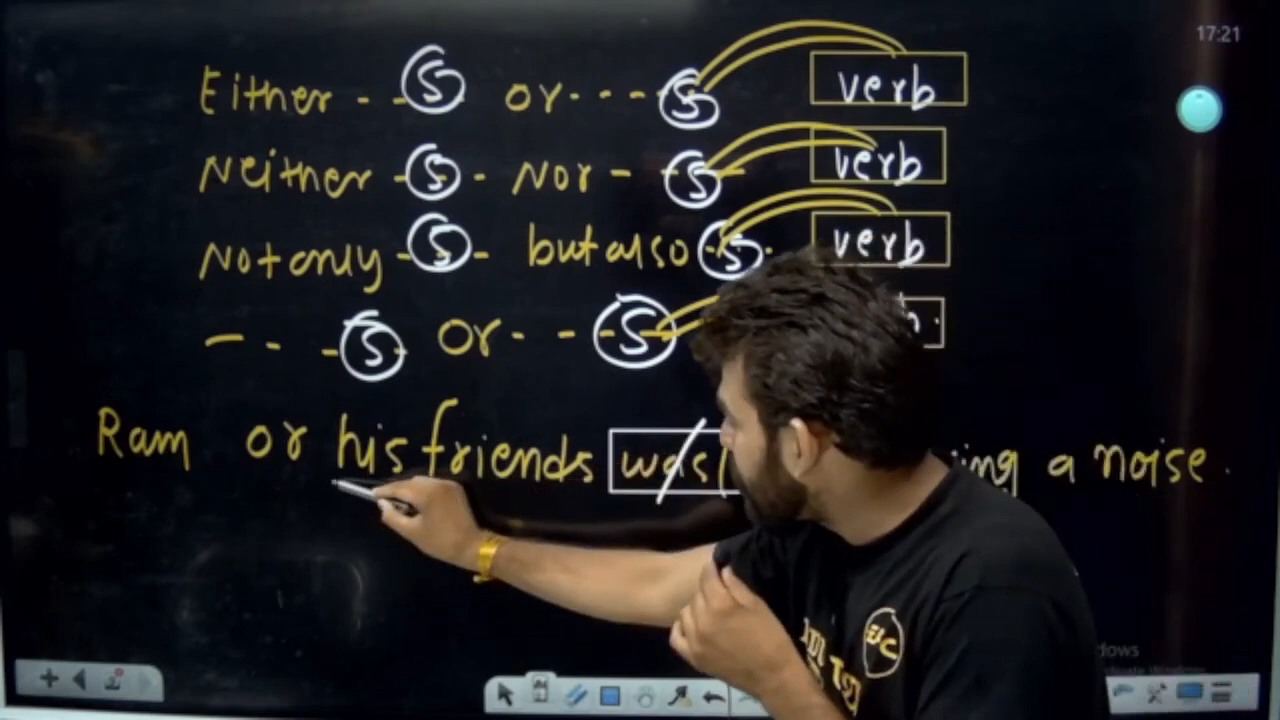 17:21
Either - - S or - - - - S verb
Neither - S - Nor - - S - verb
Not only - S - but also - S - verb
- - - S - or - - - S
Ram or his friends was/ a noise.